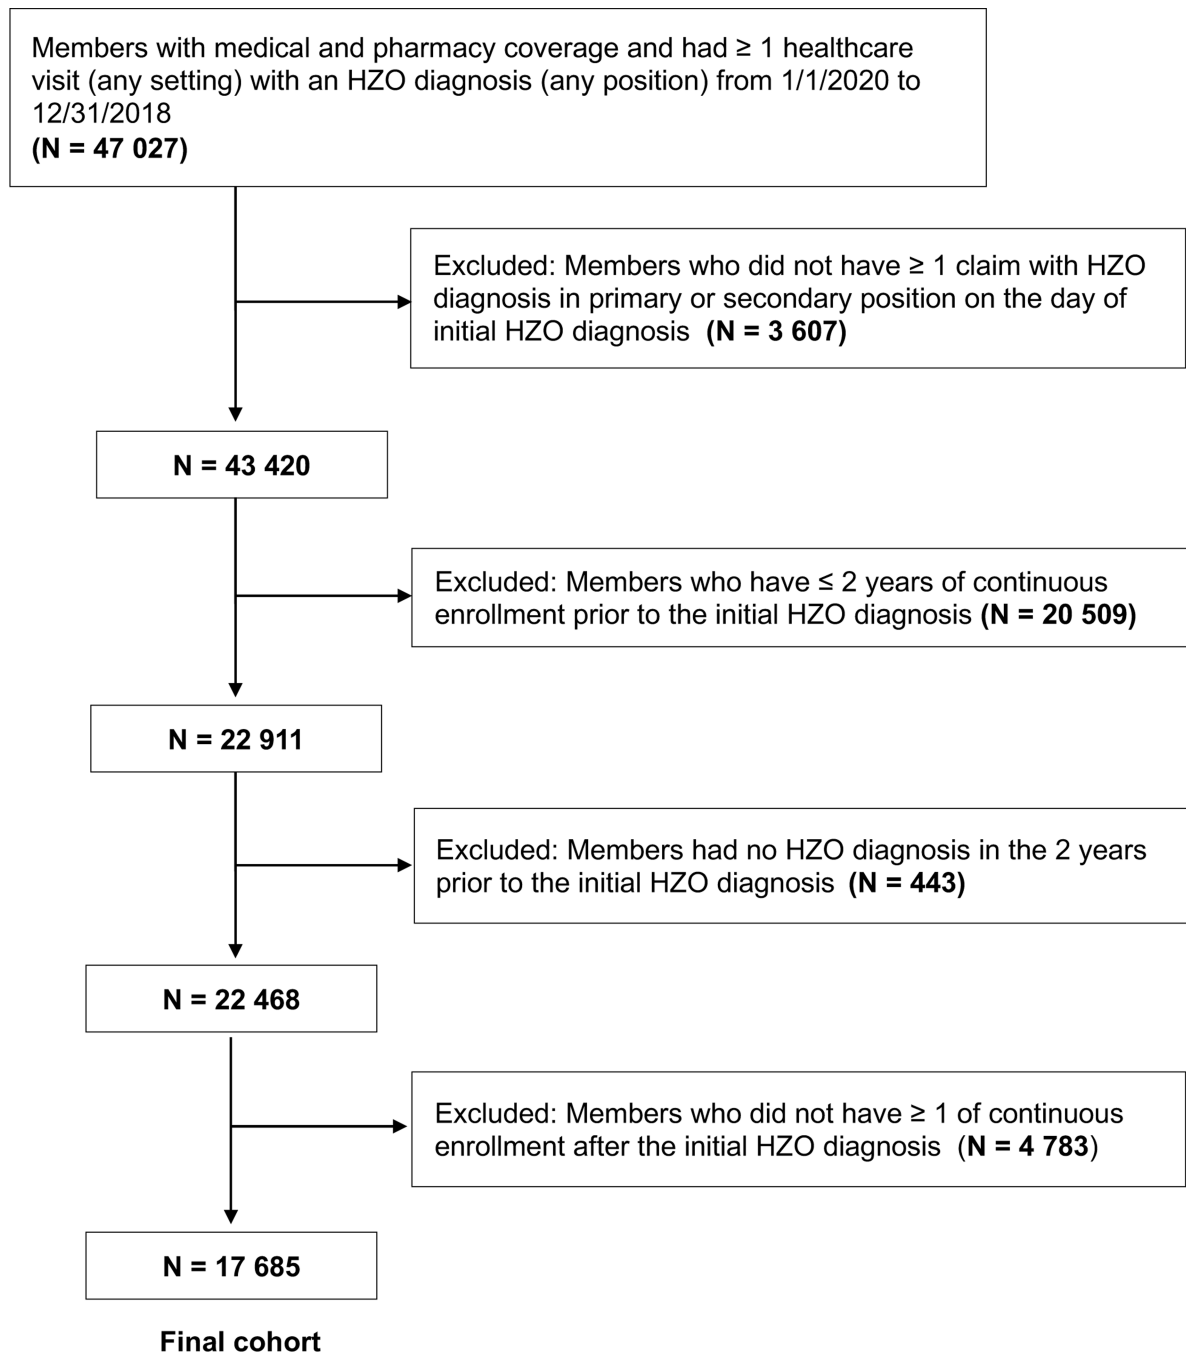 Members with medical and pharmacy coverage and had ≥ 1 healthcare
visit (any setting) with an HZO diagnosis (any position) from 1/1/2020 to
12/31/2018
(N = 47 027)
Excluded: Members who did not have ≥ 1 claim with HZO
diagnosis in primary or secondary position on the day of
initial HZO diagnosis (N = 3 607)
N = 43 420
Excluded: Members who have ≤ 2 years of continuous
enrollment prior to the initial HZO diagnosis (N = 20 509)
N = 22 911
Excluded: Members had no HZO diagnosis in the 2 years
prior to the initial HZO diagnosis (N = 443)
N = 22 468
Excluded: Members who did not have ≥ 1 of continuous
enrollment after the initial HZO diagnosis (N = 4 783)
N = 17 685
Final cohort